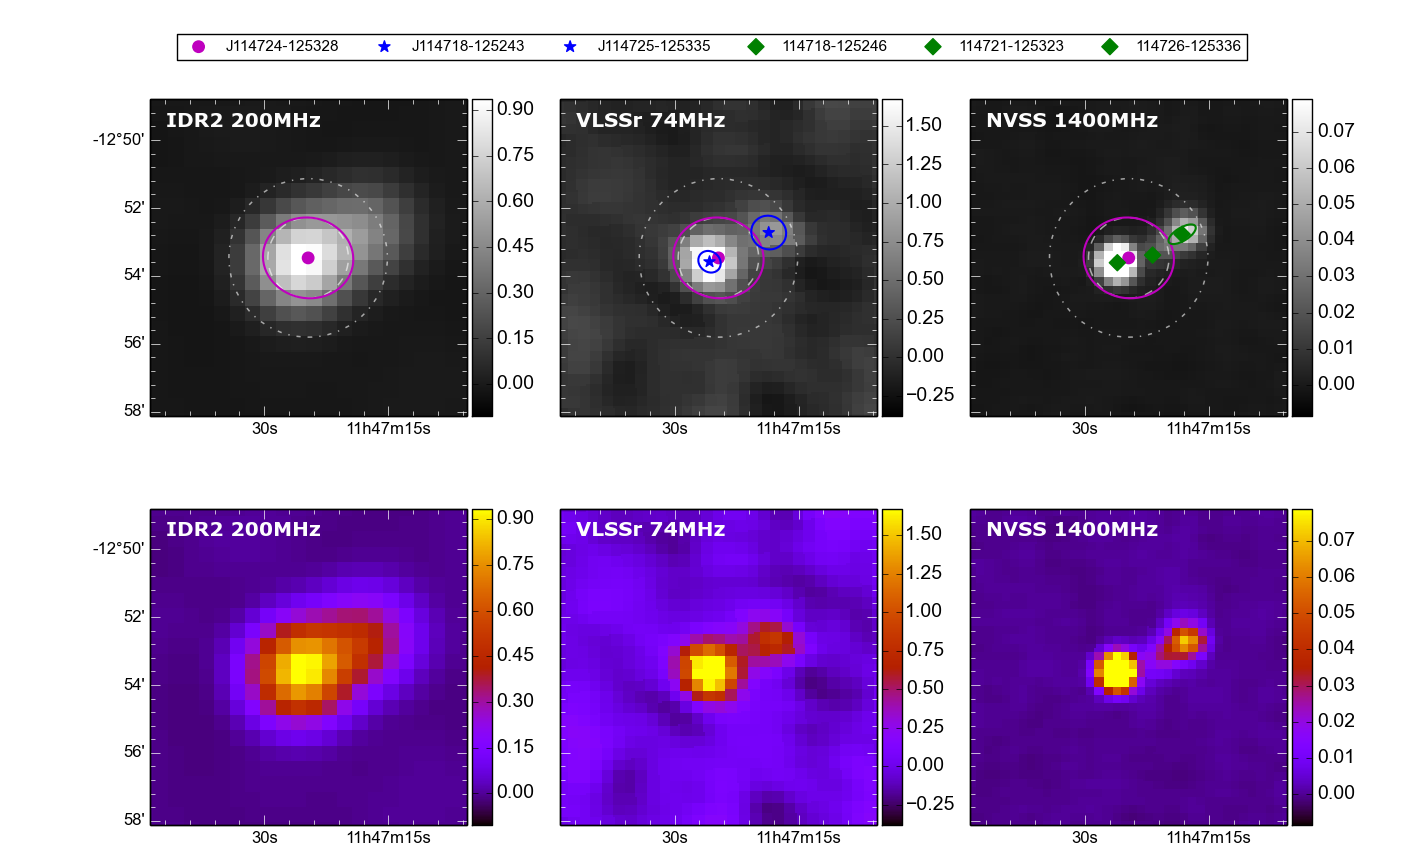 J114724-125328 J114718-125243 J114725-125335 114718-125246 114721-125323 114726-125336
IDR2 200MHz
VLSSr 74MHz
NVSS 1400MHz
-12°50'
52'
54'
56'
58'
30s
11h47m15s
0.90
0.75
0.60
0.45
0.30
0.15
0.00
30s
11h47m15s
1.50
1.25
1.00
0.75
0.50
0.25
0.00
−0.25
30s
11h47m15s
0.07
0.06
0.05
0.04
0.03
0.02
0.01
0.00
IDR2 200MHz
VLSSr 74MHz
NVSS 1400MHz
-12°50'
52'
54'
56'
58'
30s
11h47m15s
0.90
0.75
0.60
0.45
0.30
0.15
0.00
30s
11h47m15s
1.50
1.25
1.00
0.75
0.50
0.25
0.00
−0.25
30s
11h47m15s
0.07
0.06
0.05
0.04
0.03
0.02
0.01
0.00